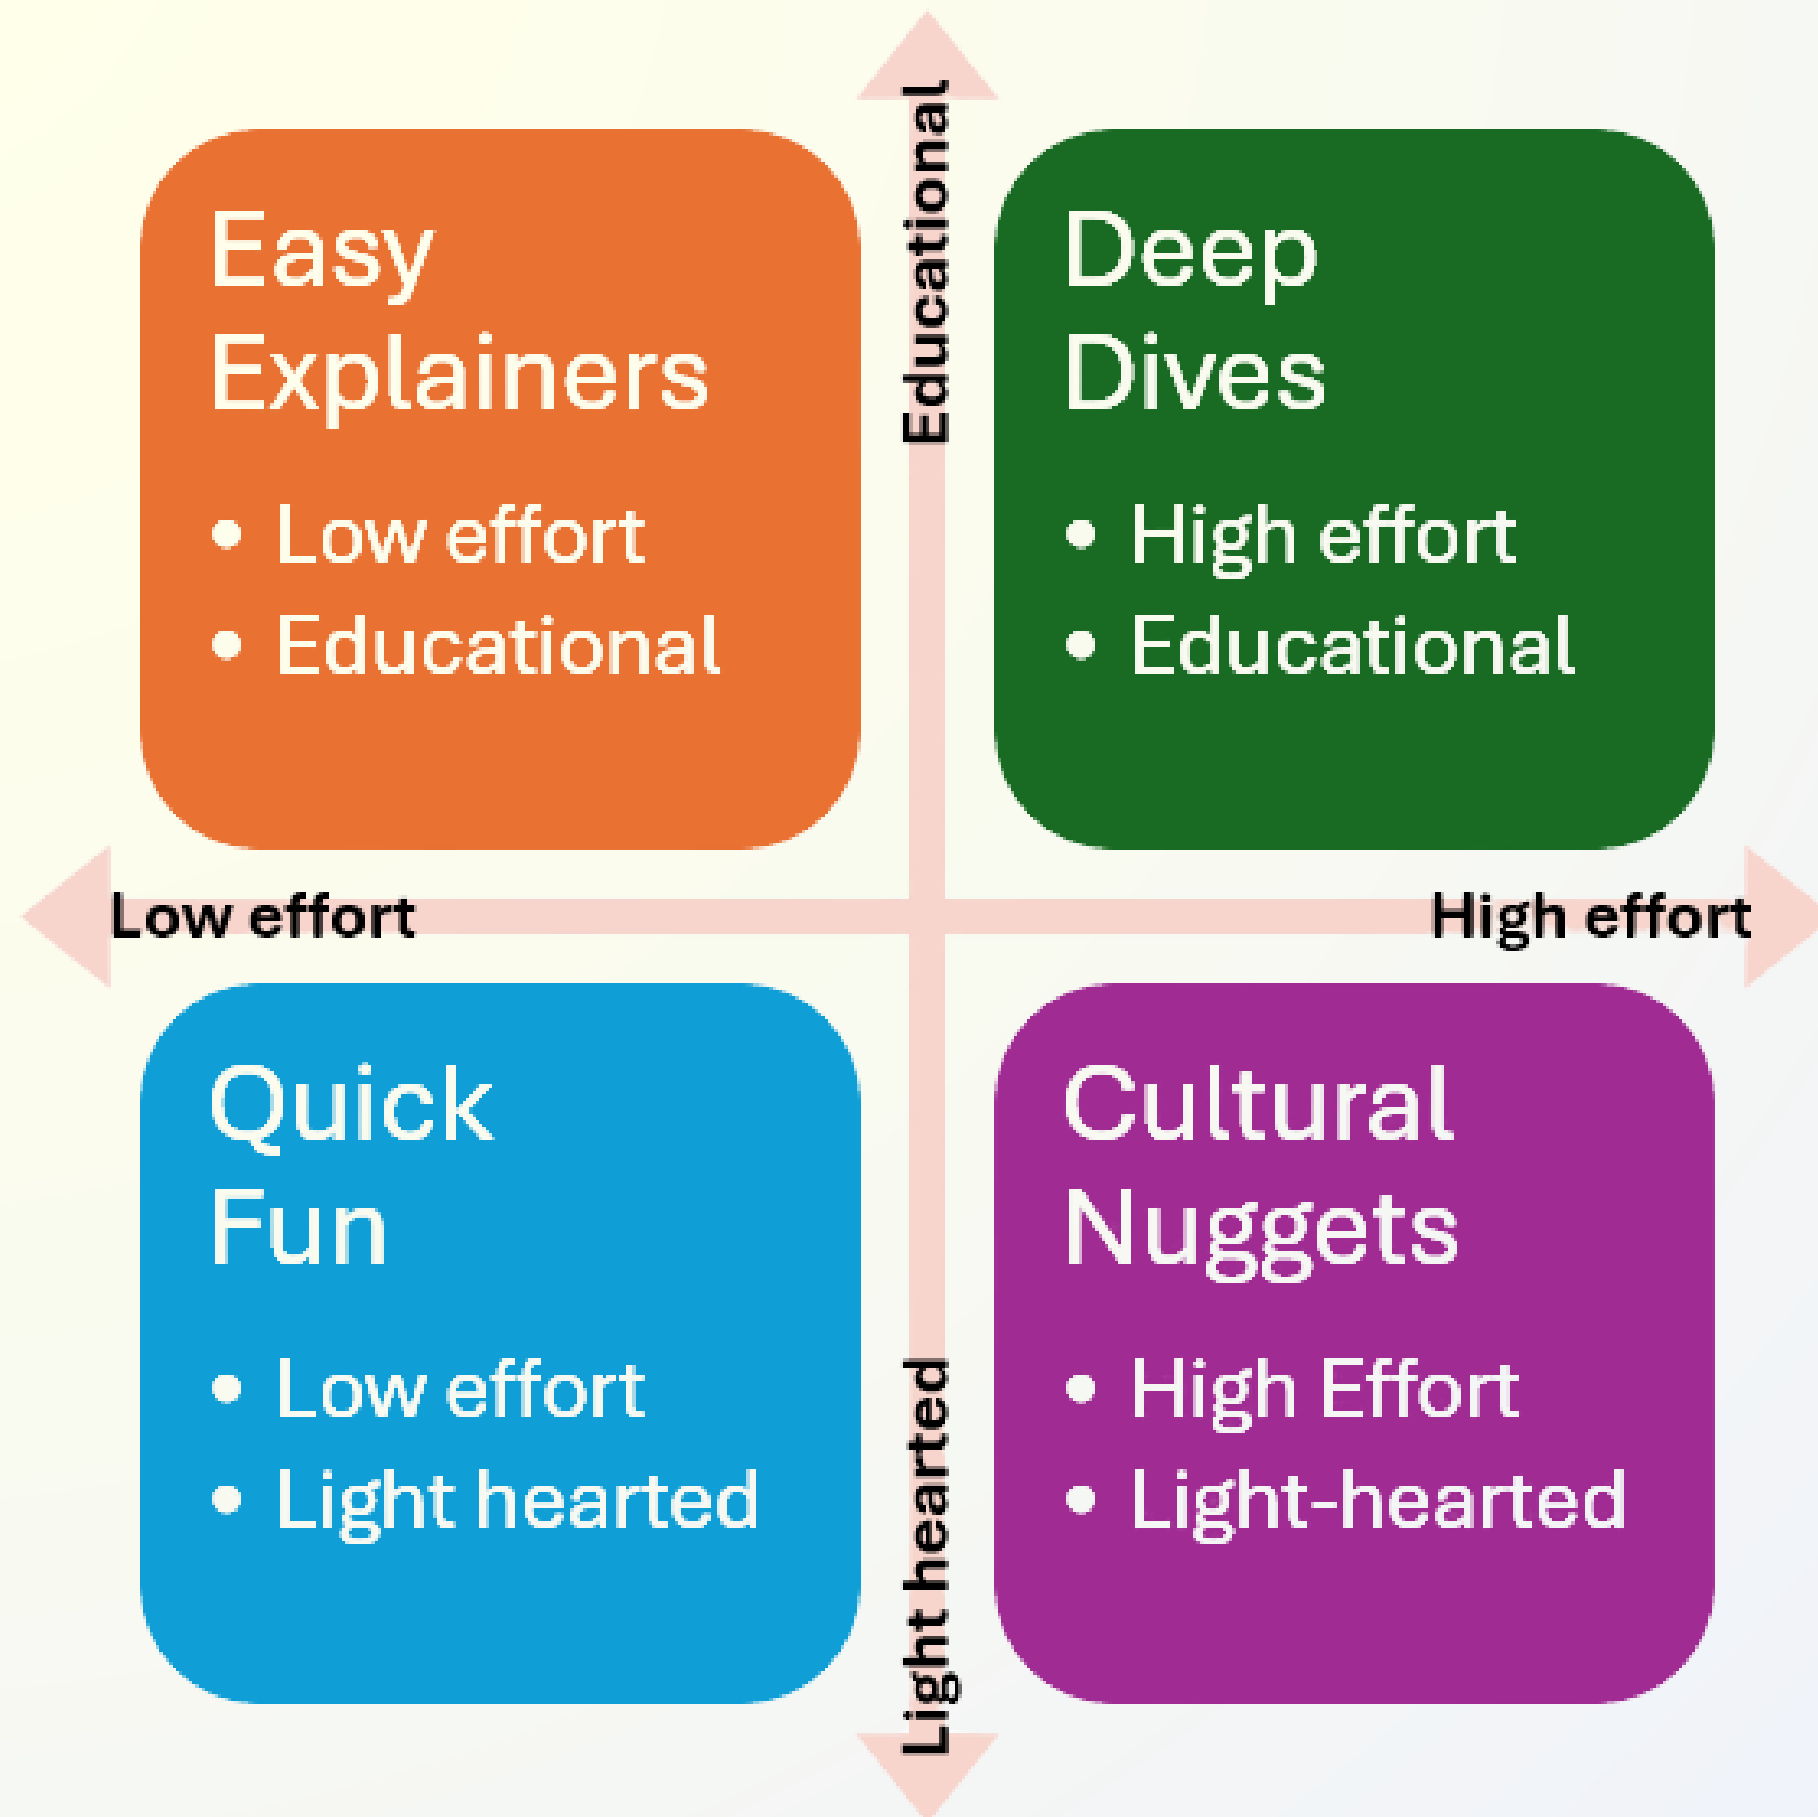 Educational
Easy
Explainers
• Low effort
• Educational
Deep
Dives
• High effort
• Educational
Low effort
High effort
Quick
Fun
• Low effort
• Light hearted
Cultural
Nuggets
• High Effort
• Light-hearted
Light hearted